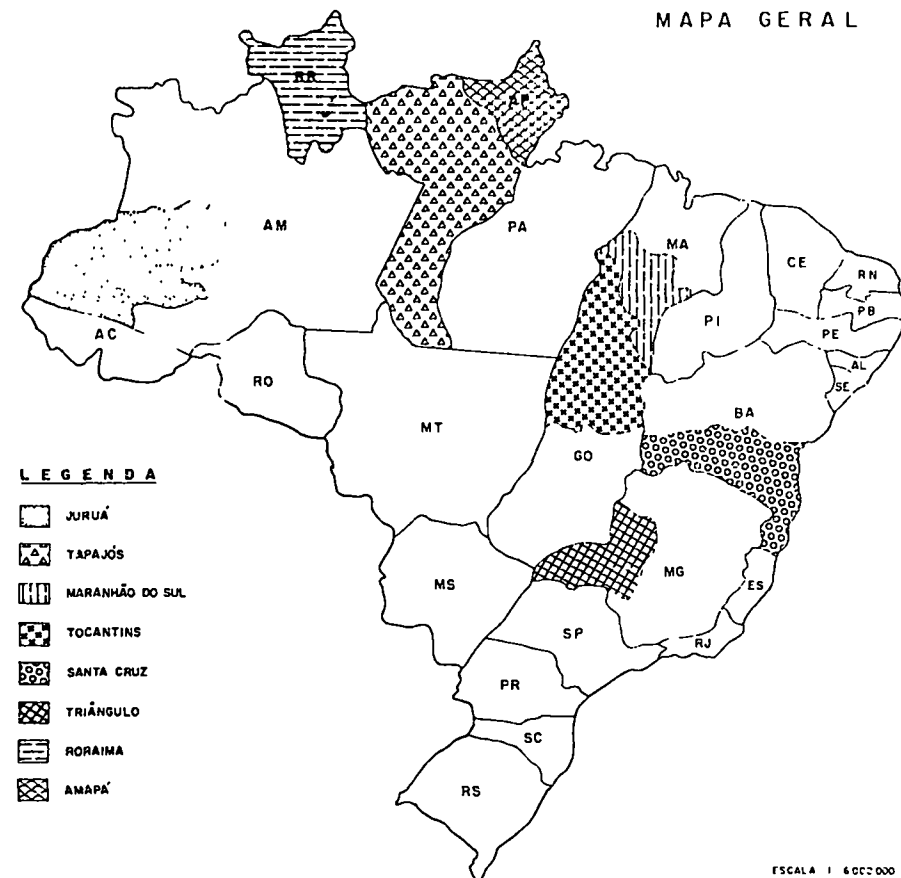 MAPA GERAL
RR
AP
AM
PA
MA
CE
RN
PB
PI
PE
AC
AL
SE
RO
BA
MT
GO
LEGENDA
JURUÁ
TAPAJÓS
MS
MG
ES
MARANHÃO DO SUL
TOCANTINS
SP
RJ
SANTA CRUZ
PR
TRIÂNGULO
SC
RORAIMA
RS
AMAPÁ
ESCALA 1